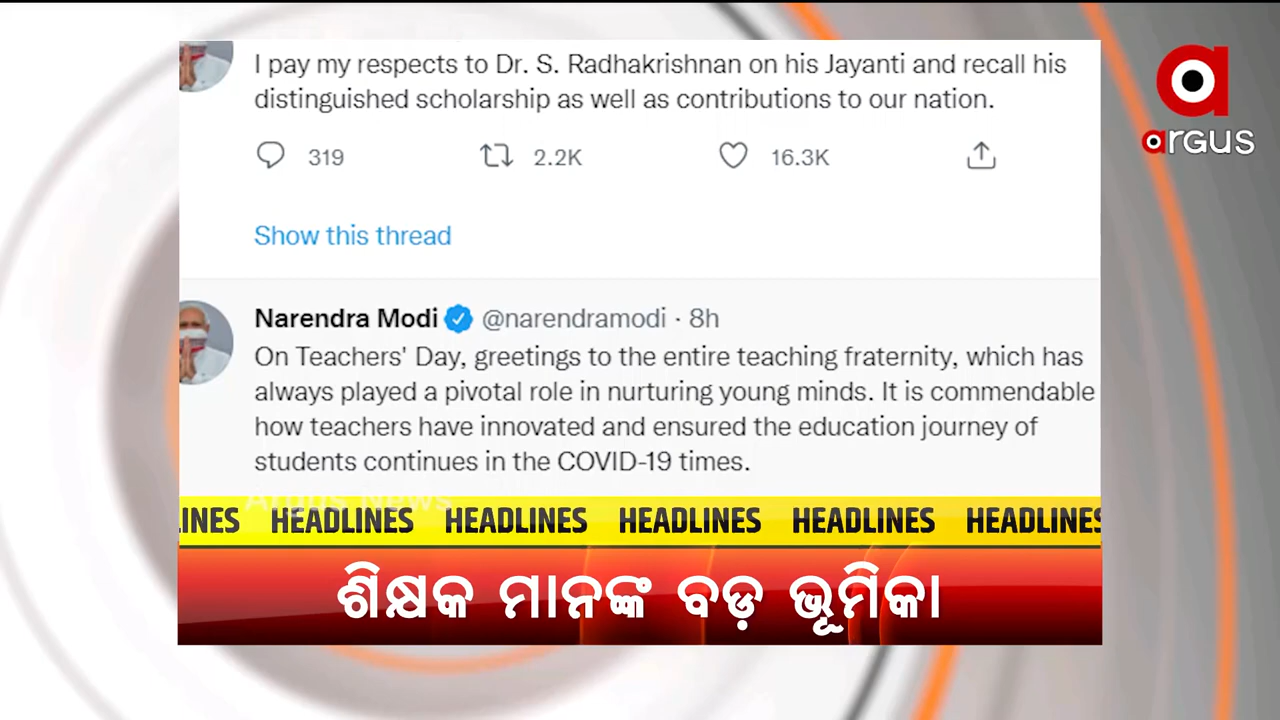 I pay my respects to Dr. S. Radhakrishnan on his Jayanti and recall his
distinguished scholarship as well as contributions to our nation.
319 2.2K 16.3K
Show this thread
Narendra Modi @narendramodi · 8h
On Teachers' Day, greetings to the entire teaching fraternity, which has
always played a pivotal role in nurturing young minds. It is commendable
how teachers have innovated and ensured the education journey of
students continues in the COVID-19 times.
Argus News
LINES HEADLINES HEADLINES HEADLINES HEADLINES HEADLINES
ଶିକ୍ଷକ ମାନଙ୍କ ବଡ଼ ଭୂମିକା
argus